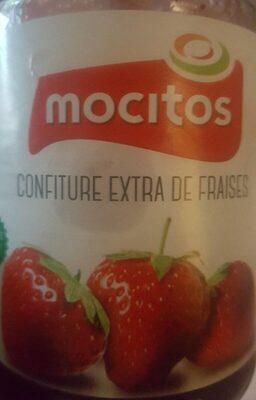 mocitos
CONFITURE EXTRA DE FRAISES